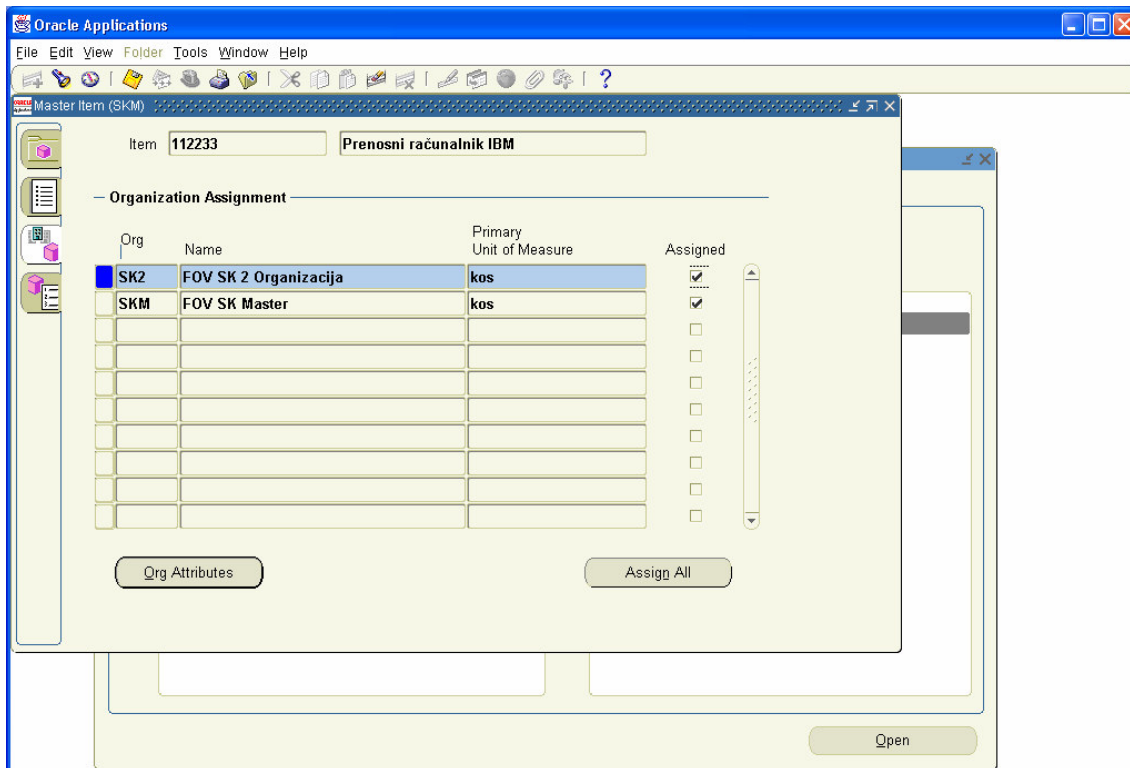 Oracle Applications
File Edit View Folder Tools Window Help
Master Item (SKM)
Item 112233 Prenosni računalnik IBM
Organization Assignment
Org Name Primary Unit of Measure Assigned
SK2 FOV SK 2 Organizacija kos
SKM FOV SK Master kos
Org Attributes Assign All
Open